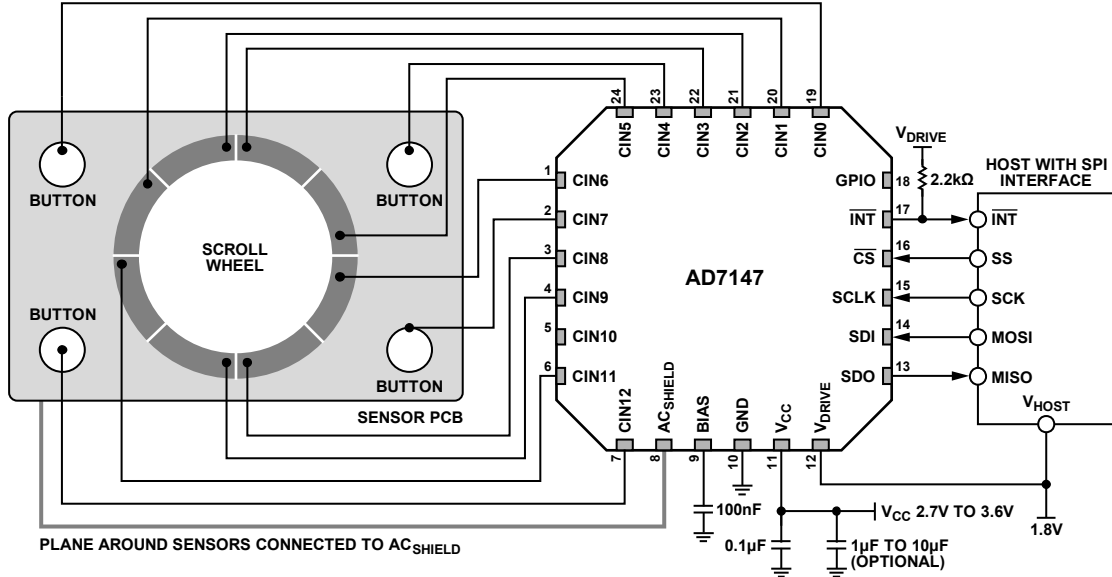 24
23
22
21
20
19
CIN5
CIN4
CIN3
CIN2
CIN1
CIN0
BUTTON
BUTTON
SCROLL
WHEEL
BUTTON
BUTTON
SENSOR PCB
1
CIN6
2
CIN7
3
CIN8
4
CIN9
5
CIN10
6
CIN11
AD7147
GPIO
18
INT
17
CS
16
SCLK
15
SDI
14
SDO
13
VDRIVE
2.2kΩ
HOST WITH SPI
INTERFACE
INT
SS
SCK
MOSI
MISO
VHOST
CIN12
ACSHIELD
BIAS
GND
VCC
VDRIVE
7
8
9
10
11
12
100nF
0.1µF
1µF TO 10µF
(OPTIONAL)
VCC 2.7V TO 3.6V
1.8V
PLANE AROUND SENSORS CONNECTED TO ACSHIELD